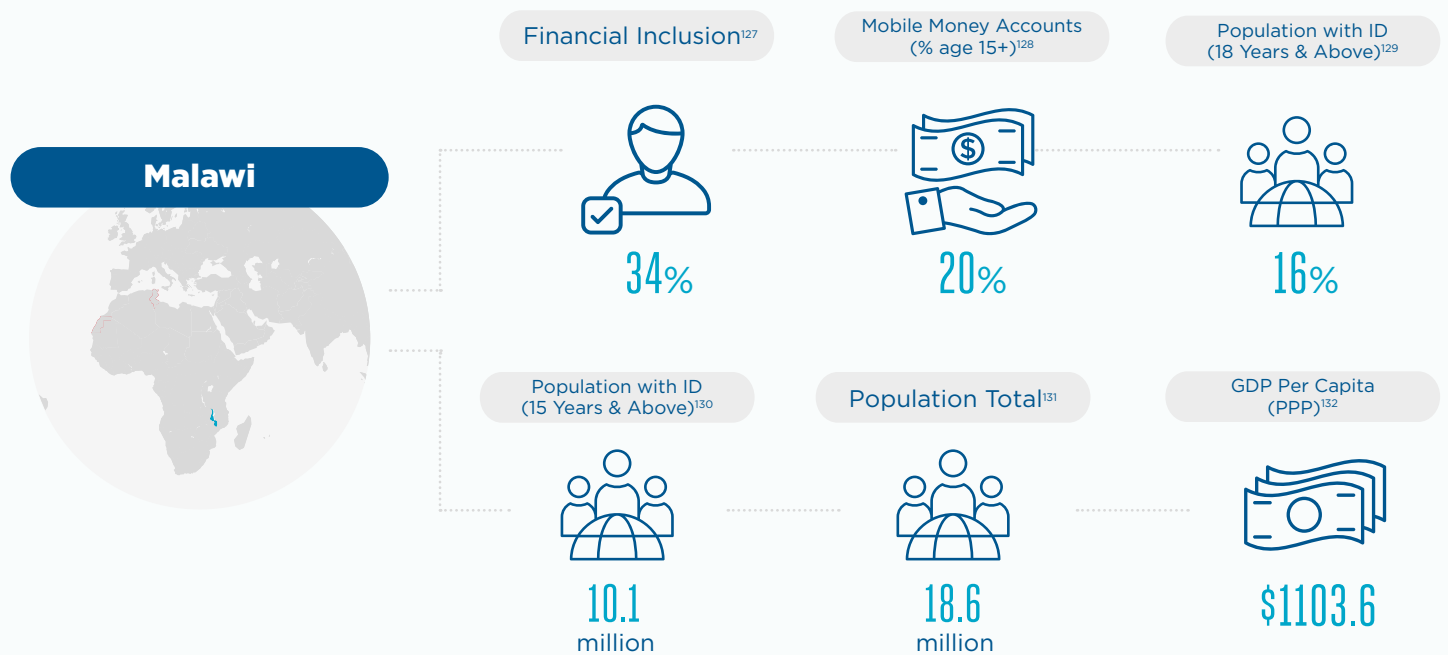 Malawi
Financial Inclusion127
34%
Mobile Money Accounts
(% age 15+)128
$
20%
Population with ID
(18 Years & Above)129
16%
Population with ID
(15 Years & Above)130
10.1
million
Population Total131
18.6
million
GDP Per Capita
(PPP)132
$1103.6